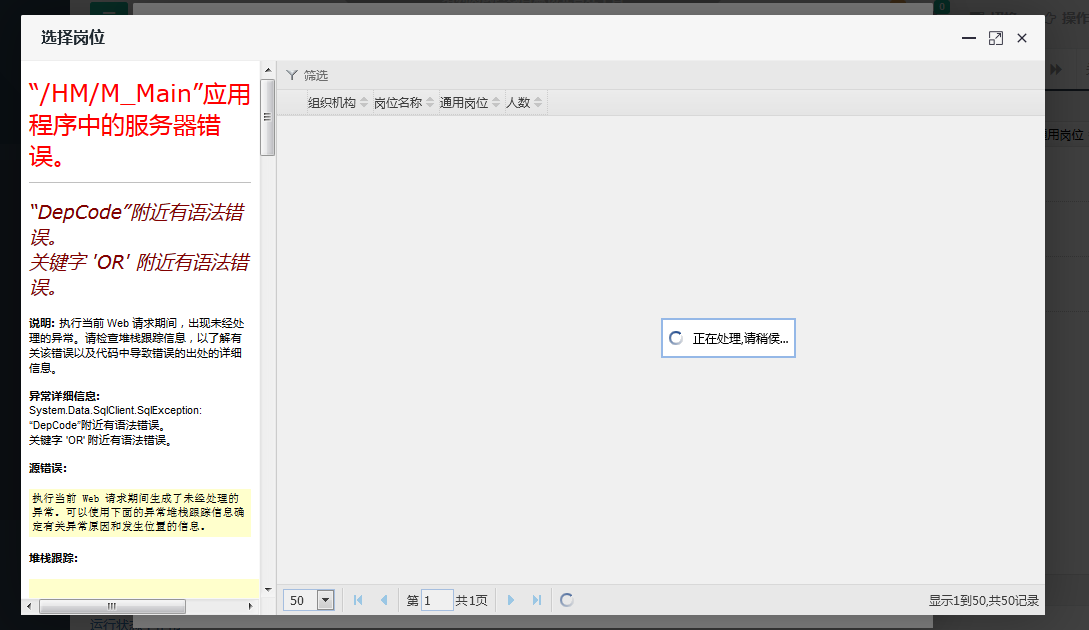 选择岗位
操作
“/HM/M_Main”应用
程序中的服务器错
误。
“DepCode”附近有语法错
误。
关键字 'OR' 附近有语法错
误。
说明: 执行当前 Web 请求期间，出现未经处
理的异常。请检查堆栈跟踪信息，以了解有
关该错误以及代码中导致错误的出处的详细
信息。
异常详细信息:
System.Data.SqlClient.SqlException:
“DepCode”附近有语法错误。
关键字 'OR' 附近有语法错误。
源错误:
执行当前 Web 请求期间生成了未经处理的
异常。可以使用下面的异常堆栈跟踪信息确
定有关异常原因和发生位置的信息。
堆栈跟踪:
筛选
组织机构 岗位名称 通用岗位 人数
用岗位
正在处理,请稍侯...
50 第 1 共1页 显示1到50,共50记录